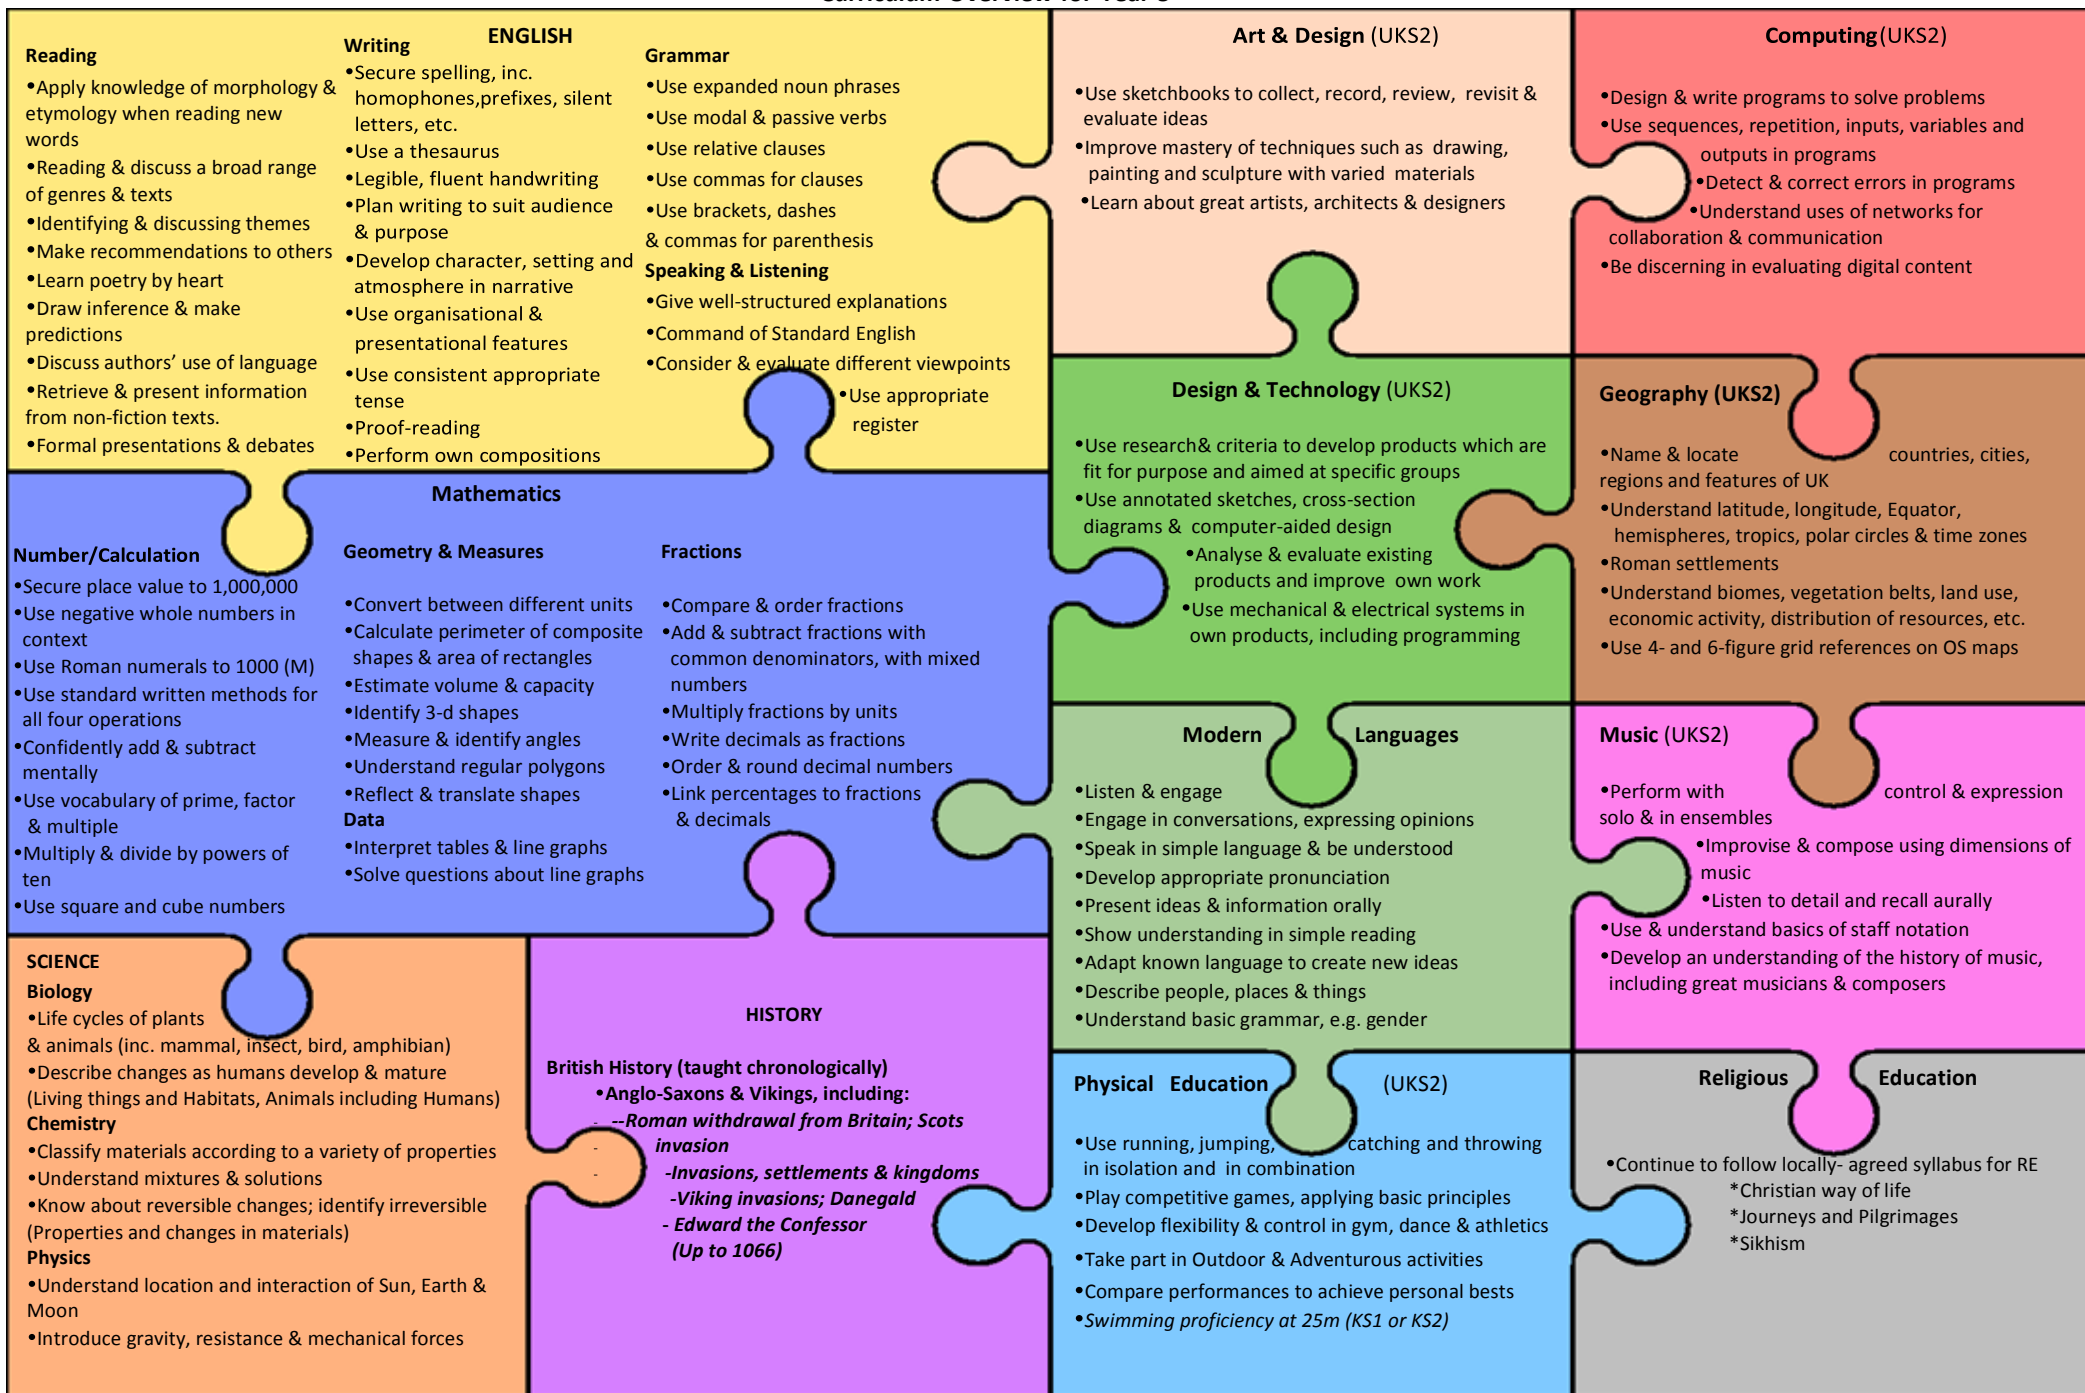 ENGLISH
Reading
•Apply knowledge of morphology &
etymology when reading new
words
•Reading & discuss a broad range
of genres & texts
•Identifying & discussing themes
•Make recommendations to others
•Learn poetry by heart
•Draw inference & make
predictions
•Discuss authors’ use of language
•Retrieve & present information
from non-fiction texts.
•Formal presentations & debates
Writing
•Secure spelling, inc.
homophones,prefixes, silent
letters, etc.
•Use a thesaurus
•Legible, fluent handwriting
•Plan writing to suit audience
& purpose
•Develop character, setting and
atmosphere in narrative
•Use organisational &
presentational features
•Use consistent appropriate
tense
•Proof-reading
•Perform own compositions
Grammar
•Use expanded noun phrases
•Use modal & passive verbs
•Use relative clauses
•Use commas for clauses
•Use brackets, dashes
& commas for parenthesis
Speaking & Listening
•Give well-structured explanations
•Command of Standard English
•Consider & evaluate different viewpoints
•Use appropriate
register
Art & Design (UKS2)
•Use sketchbooks to collect, record, review, revisit &
evaluate ideas
•Improve mastery of techniques such as drawing,
painting and sculpture with varied materials
•Learn about great artists, architects & designers
Computing(UKS2)
•Design & write programs to solve problems
•Use sequences, repetition, inputs, variables and
outputs in programs
•Detect & correct errors in programs
•Understand uses of networks for
collaboration & communication
•Be discerning in evaluating digital content
Design & Technology (UKS2)
•Use research& criteria to develop products which are
fit for purpose and aimed at specific groups
•Use annotated sketches, cross-section
diagrams & computer-aided design
•Analyse & evaluate existing
products and improve own work
•Use mechanical & electrical systems in
own products, including programming
Geography (UKS2)
•Name & locate countries, cities,
regions and features of UK
•Understand latitude, longitude, Equator,
hemispheres, tropics, polar circles & time zones
•Roman settlements
•Understand biomes, vegetation belts, land use,
economic activity, distribution of resources, etc.
•Use 4- and 6-figure grid references on OS maps
Mathematics
Number/Calculation
•Secure place value to 1,000,000
•Use negative whole numbers in
context
•Use Roman numerals to 1000 (M)
•Use standard written methods for
all four operations
•Confidently add & subtract
mentally
•Use vocabulary of prime, factor
& multiple
•Multiply & divide by powers of
ten
•Use square and cube numbers
Geometry & Measures
•Convert between different units
•Calculate perimeter of composite
shapes & area of rectangles
•Estimate volume & capacity
•Identify 3-d shapes
•Measure & identify angles
•Understand regular polygons
•Reflect & translate shapes
Data
•Interpret tables & line graphs
•Solve questions about line graphs
Fractions
•Compare & order fractions
•Add & subtract fractions with
common denominators, with mixed
numbers
•Multiply fractions by units
•Write decimals as fractions
•Order & round decimal numbers
•Link percentages to fractions
& decimals
Modern Languages
•Listen & engage
•Engage in conversations, expressing opinions
•Speak in simple language & be understood
•Develop appropriate pronunciation
•Present ideas & information orally
•Show understanding in simple reading
•Adapt known language to create new ideas
•Describe people, places & things
•Understand basic grammar, e.g. gender
Music (UKS2)
•Perform with control & expression
solo & in ensembles
•Improvise & compose using dimensions of
music
•Listen to detail and recall aurally
•Use & understand basics of staff notation
•Develop an understanding of the history of music,
including great musicians & composers
SCIENCE
Biology
•Life cycles of plants
& animals (inc. mammal, insect, bird, amphibian)
•Describe changes as humans develop & mature
(Living things and Habitats, Animals including Humans)
Chemistry
•Classify materials according to a variety of properties
•Understand mixtures & solutions
•Know about reversible changes; identify irreversible
(Properties and changes in materials)
Physics
•Understand location and interaction of Sun, Earth &
Moon
•Introduce gravity, resistance & mechanical forces
HISTORY
British History (taught chronologically)
•Anglo-Saxons & Vikings, including:
- --Roman withdrawal from Britain; Scots
- invasion
- -Invasions, settlements & kingdoms
-Viking invasions; Danegald
- Edward the Confessor
(Up to 1066)
Physical Education (UKS2)
•Use running, jumping, catching and throwing
in isolation and in combination
•Play competitive games, applying basic principles
•Develop flexibility & control in gym, dance & athletics
•Take part in Outdoor & Adventurous activities
•Compare performances to achieve personal bests
•Swimming proficiency at 25m (KS1 or KS2)
Religious Education
•Continue to follow locally- agreed syllabus for RE
*Christian way of life
*Journeys and Pilgrimages
*Sikhism